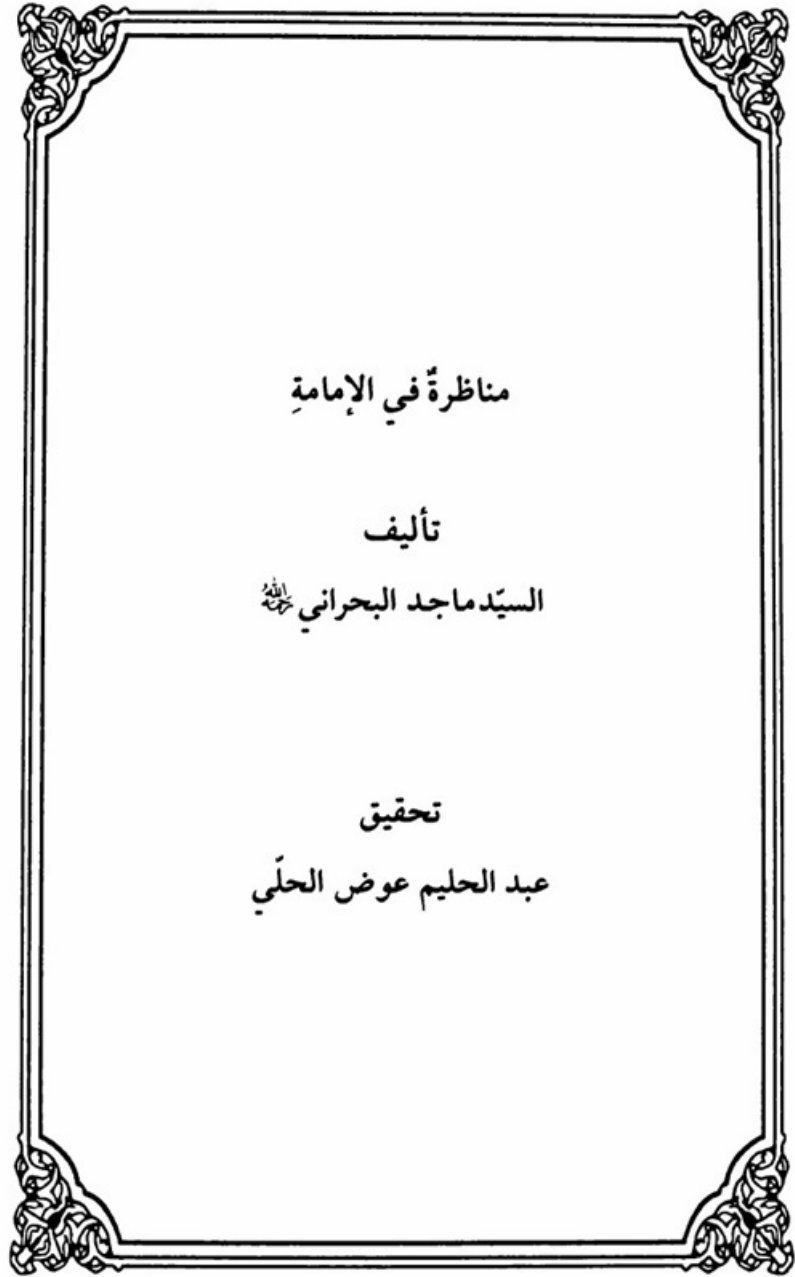 مناظرةٌ في الإمامةِ
تأليف
السيّد ماجد البحراني رحمه الله
تحقيق
عبد الحليم عوض الحلّي